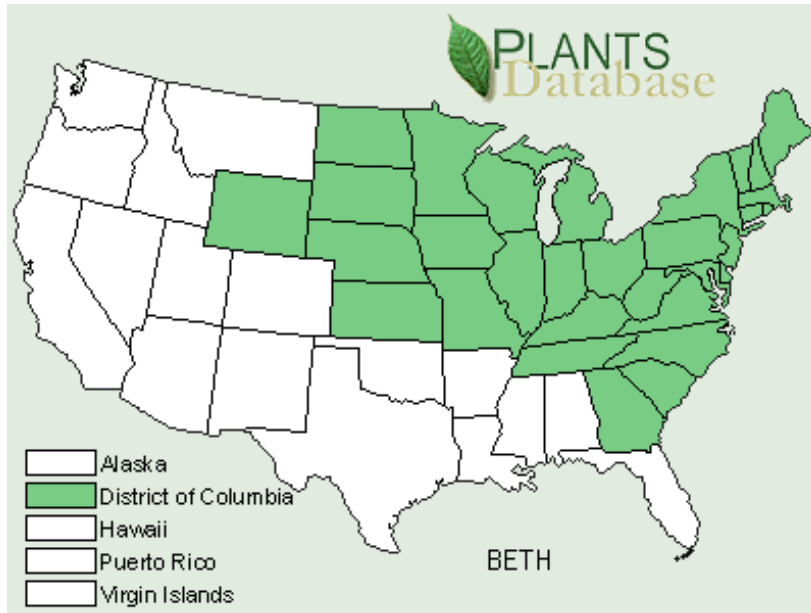 PLANTS
Database
Alaska
District of Columbia
Hawaii
Puerto Rico
Virgin Islands
BETH